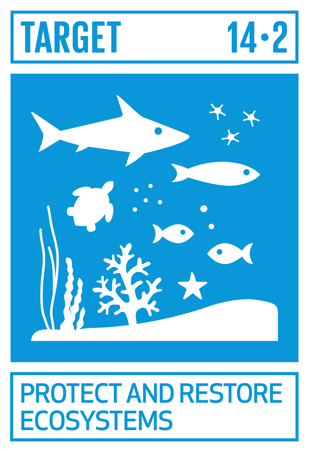 TARGET 14·2
PROTECT AND RESTORE
ECOSYSTEMS